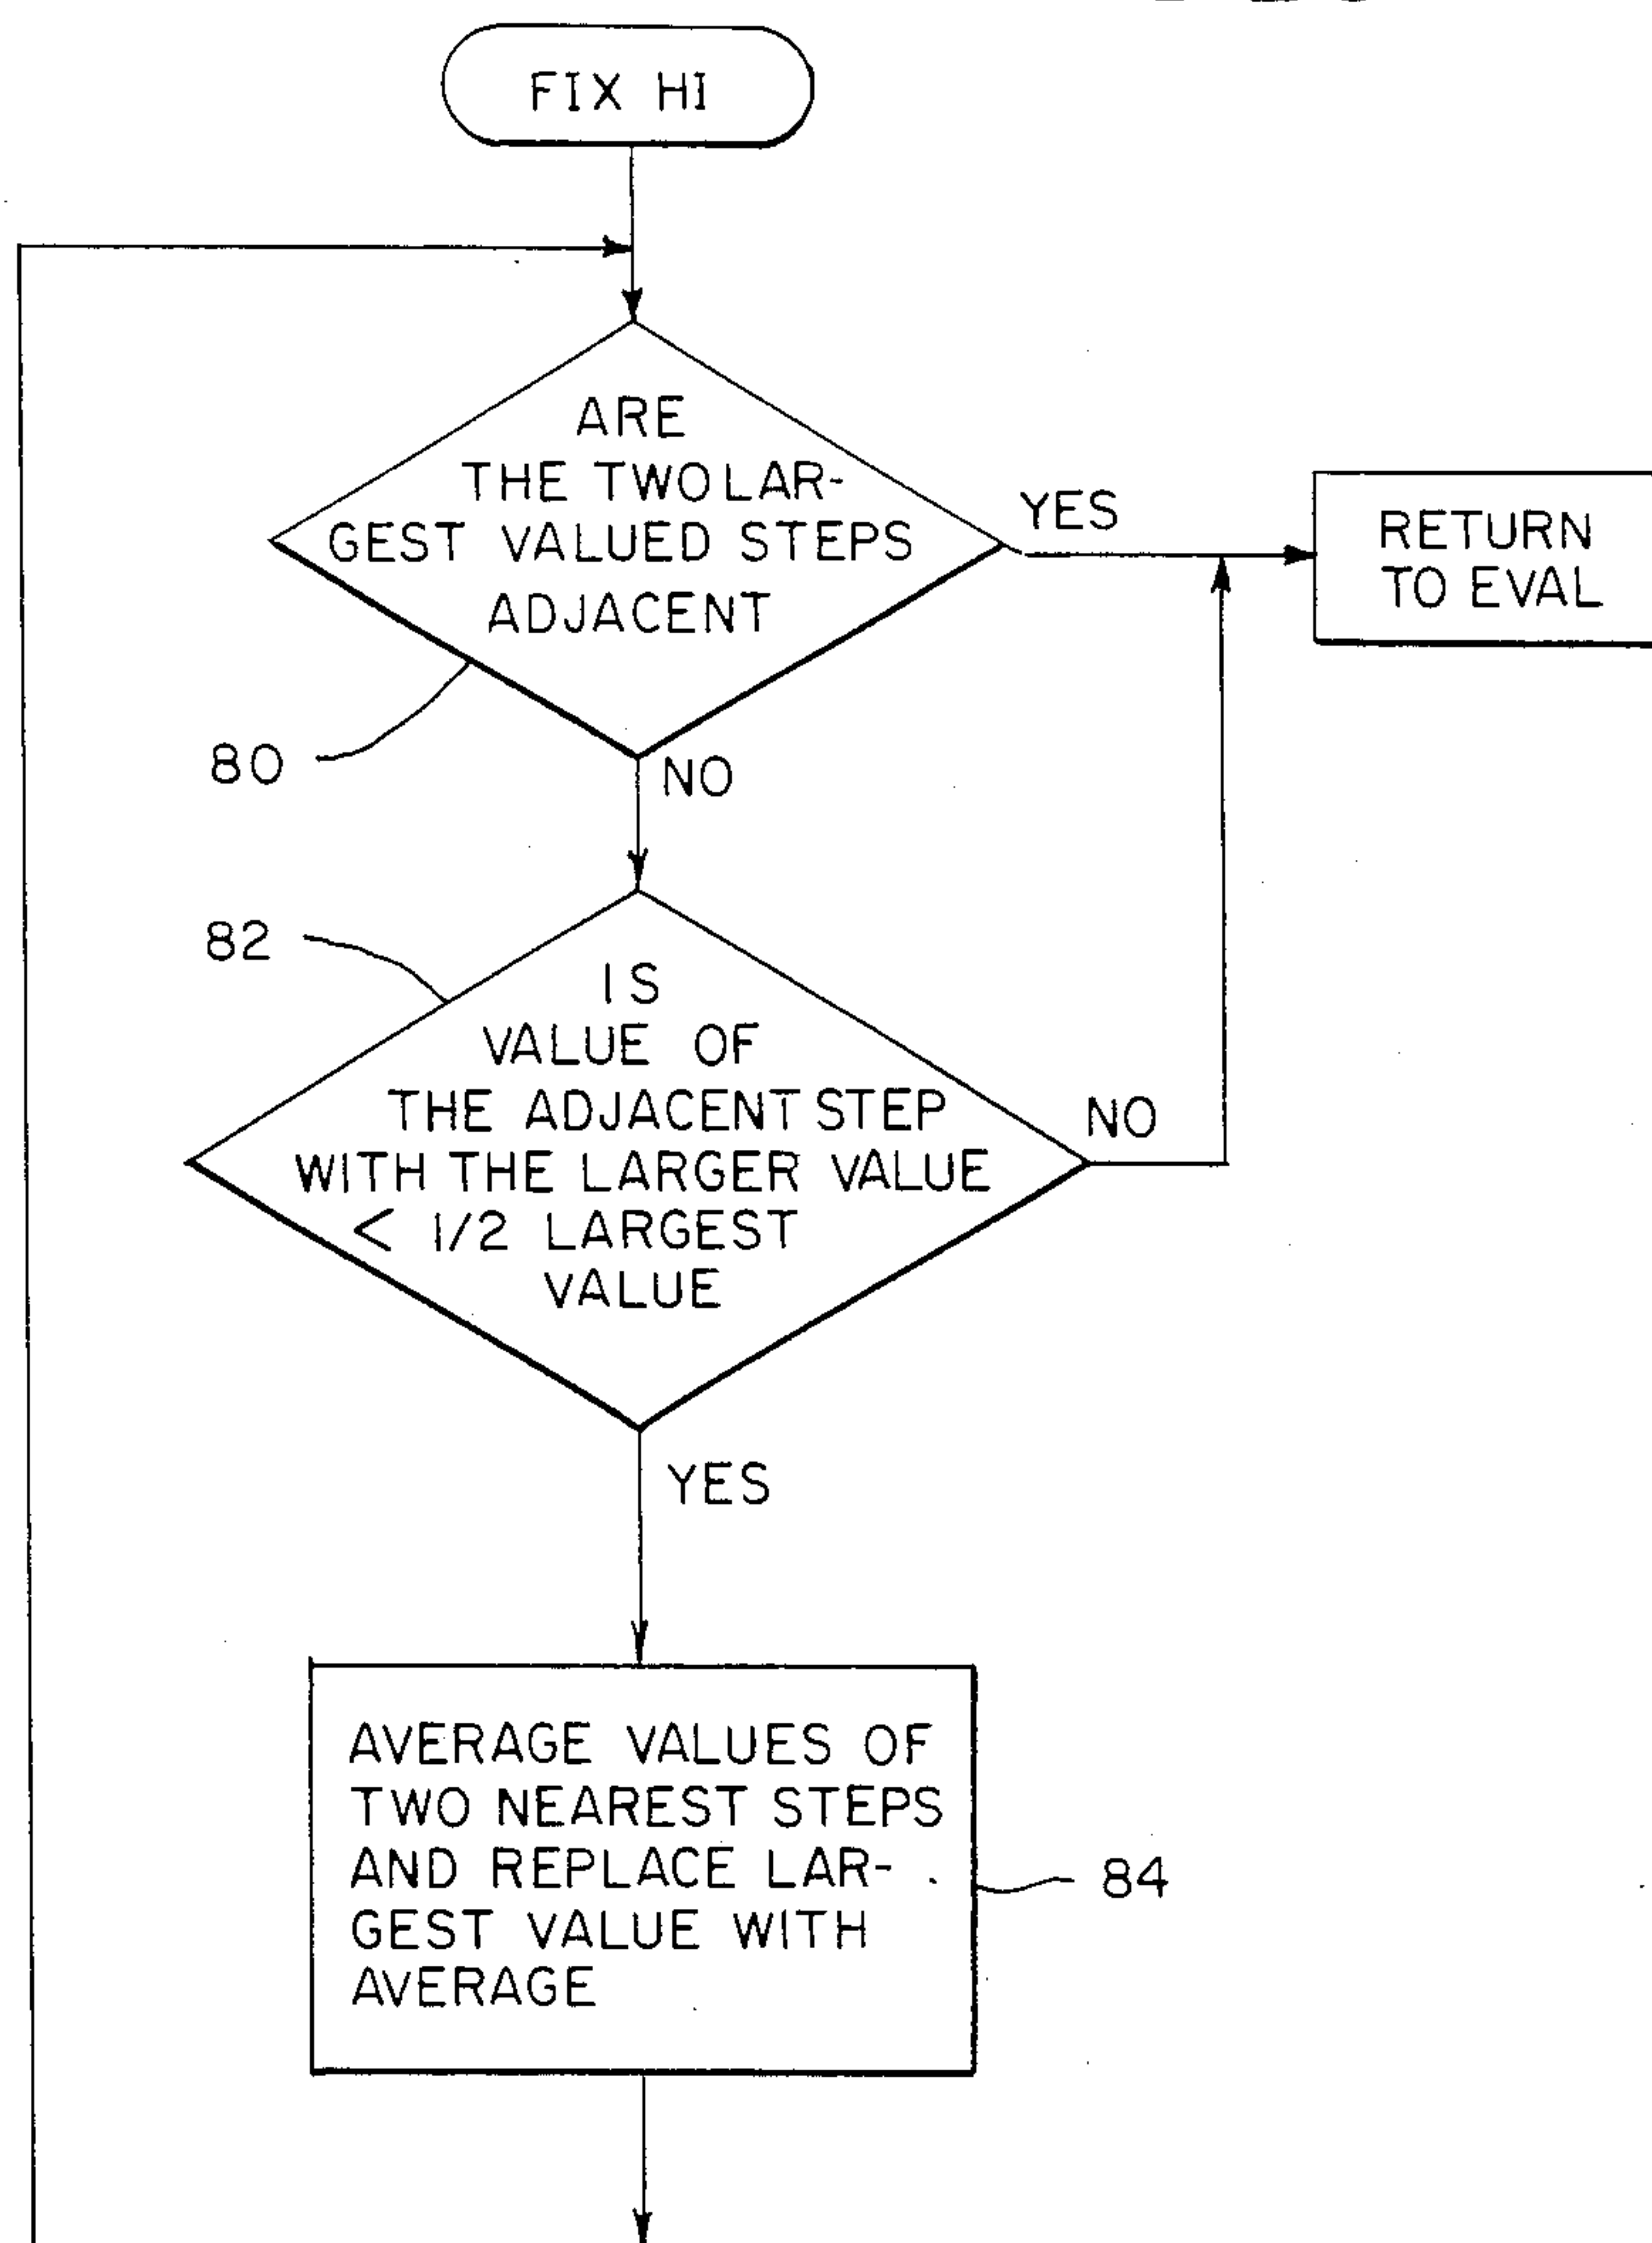 FIX HI
ARE
THE TWO LAR-
GEST VALUED STEPS
ADJACENT
YES
RETURN
TO EVAL
80
NO
82
IS
VALUE OF
THE ADJACENT STEP
WITH THE LARGER VALUE
< 1/2 LARGEST
VALUE
NO
YES
AVERAGE VALUES OF
TWO NEAREST STEPS
AND REPLACE LAR-
GEST VALUE WITH
AVERAGE
84